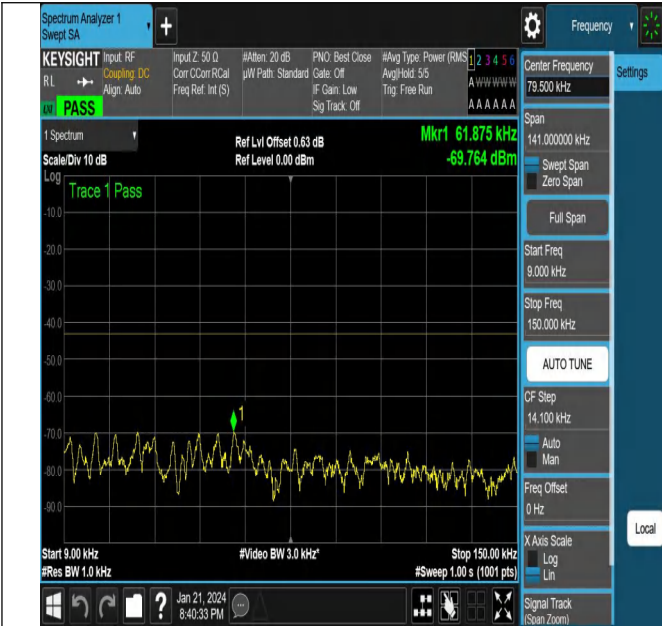 Spectrum Analyzer 1
Swept SA
Frequency
KEYSIGHT
RL
PASS
Input: RF
Coupling: DC
Align: Auto
Input Z: 50 Ω
Corr CCorr RCal
Freq Ref: Int (S)
#Atten: 20 dB
µW Path: Standard
PNO: Best Close
Gate: Off
IF Gain: Low
Sig Track: Off
#Avg Type: Power (RMS
Avg|Hold: 5/5
Trig: Free Run
1 2 3 4 5 6
A W W W W W
A A A A A A
1 Spectrum
Scale/Div 10 dB
Ref Lvl Offset 0.63 dB
Ref Level 0.00 dBm
Mkr1 61.875 kHz
-69.764 dBm
Log
Trace 1 Pass
-10.0
-20.0
-30.0
-40.0
-50.0
-60.0
-70.0
-80.0
-90.0
1
Start 9.00 kHz
#Res BW 1.0 kHz
#Video BW 3.0 kHz*
Stop 150.00 kHz
#Sweep 1.00 s (1001 pts)
?
Jan 21, 2024
8:40:33 PM
Center Frequency
79.500 kHz
Span
141.000000 kHz
Swept Span
Zero Span
Full Span
Start Freq
9.000 kHz
Stop Freq
150.000 kHz
AUTO TUNE
CF Step
14.100 kHz
Auto
Man
Freq Offset
0 Hz
X Axis Scale
Log
Lin
Signal Track
(Span Zoom)
Settings
Local